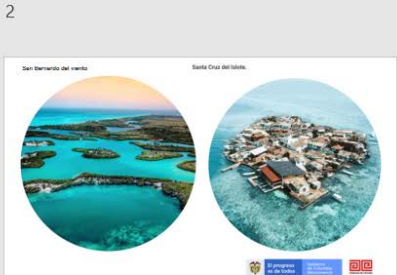 2
San Bernardo del viento
Santa Cruz del Islote.
El progreso
es de todos